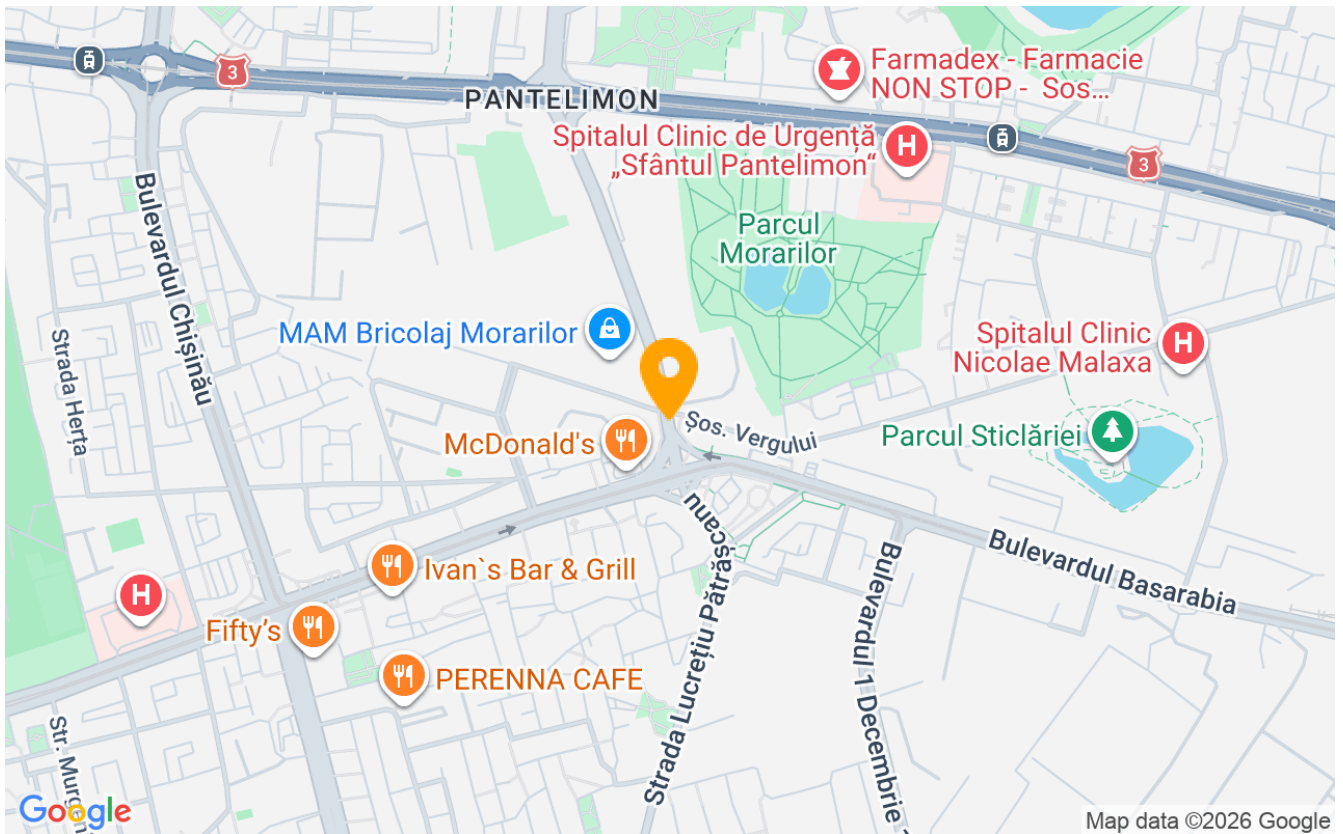 3
Farmadex - Farmacie
NON STOP -  Sos...
PANTELIMON
Spitalul Clinic de Urgență
„Sfântul Pantelimon“
H
3
Bulevardul Chișinău
Parcul
Morarilor
MAM Bricolaj Morarilor
Spitalul Clinic
Nicolae Malaxa
H
Strada Herța
Șos. Vergului
McDonald's
Parcul Sticlăriei
Strada Lucrețiu Pătrășcanu
Bulevardul Basarabia
Ivan`s Bar & Grill
Bulevardul 1 Decembrie
H
Fifty’s
PERENNA CAFE
Str.
Google
Map data ©2026 Google